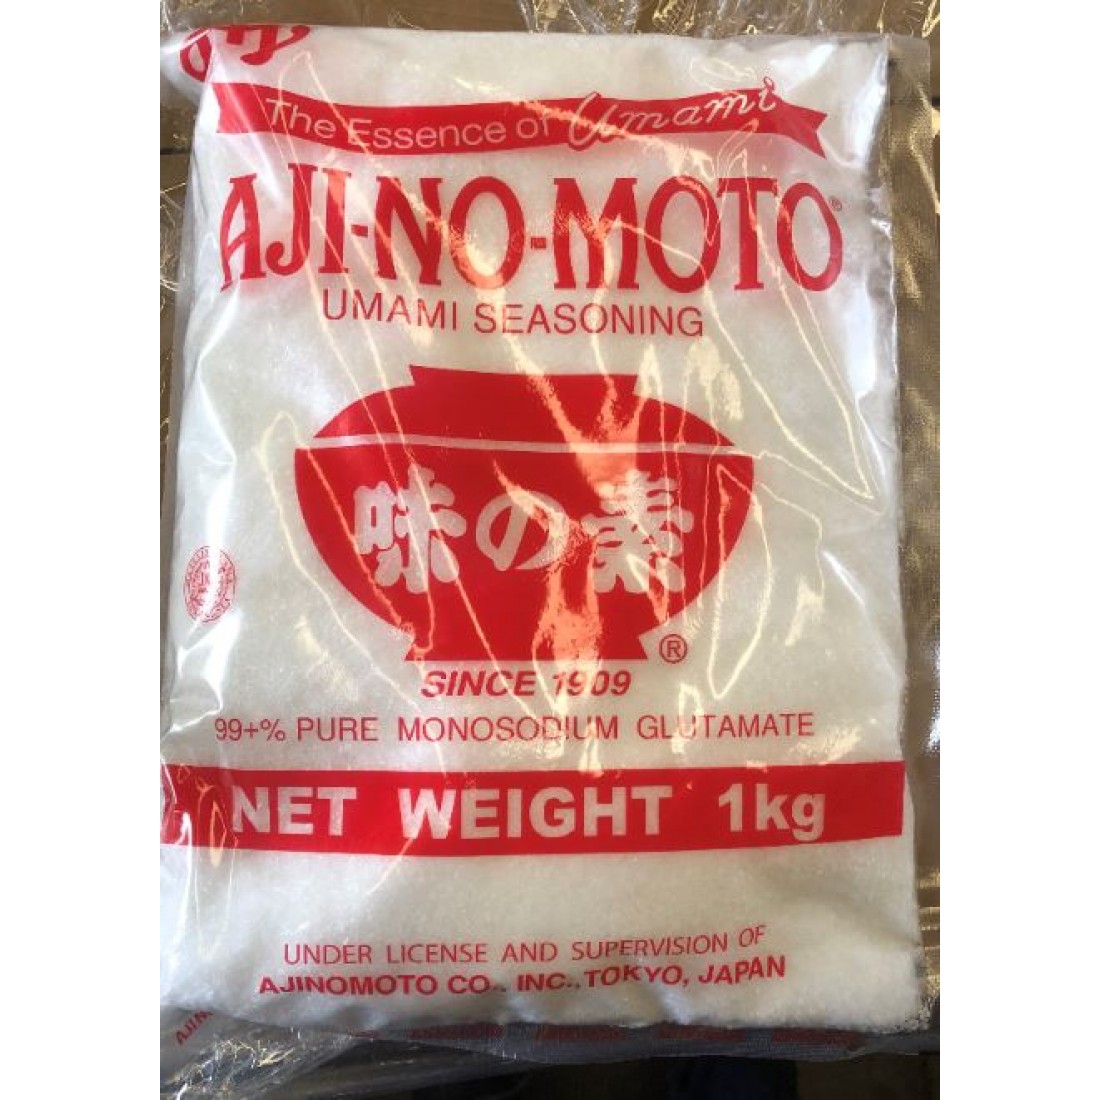 The Essence of Umami
AJI-NO-MOTO®
UMAMI SEASONING
味の素
®
SINCE 1909
99+% PURE MONOSODIUM GLUTAMATE
NET WEIGHT 1kg
UNDER LICENSE AND SUPERVISION OF
AJINOMOTO CO., INC., TOKYO, JAPAN